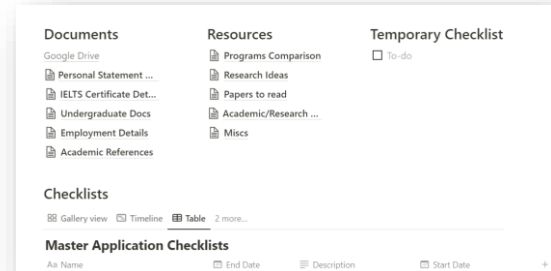 Documents
Google Drive
Personal Statement ...
IELTS Certificate Det...
Undergraduate Docs
Employment Details
Academic References
Resources
Programs Comparison
Research Ideas
Papers to read
Academic/Research ...
Miscs
Temporary Checklist
To-do
Checklists
Gallery view Timeline Table 2 more...
Master Application Checklists
Aa Name End Date Description Start Date +